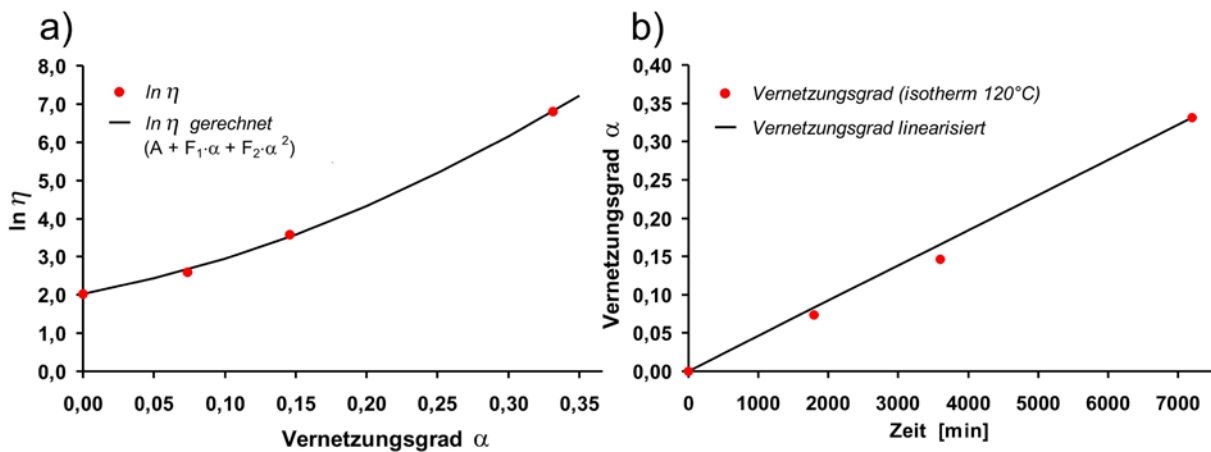 a)
8,0
7,0
6,0
5,0
4,0
3,0
2,0
1,0
0,0
ln η
ln η
ln η gerechnet
(A + F₁·α + F₂·α²)
0,00 0,05 0,10 0,15 0,20 0,25 0,30 0,35
Vernetzungsgrad α
b)
0,40
0,35
0,30
0,25
0,20
0,15
0,10
0,05
0,00
Vernetzungsgrad α
Vernetzungsgrad (isotherm 120°C)
Vernetzungsgrad linearisiert
0 1000 2000 3000 4000 5000 6000 7000
Zeit [min]